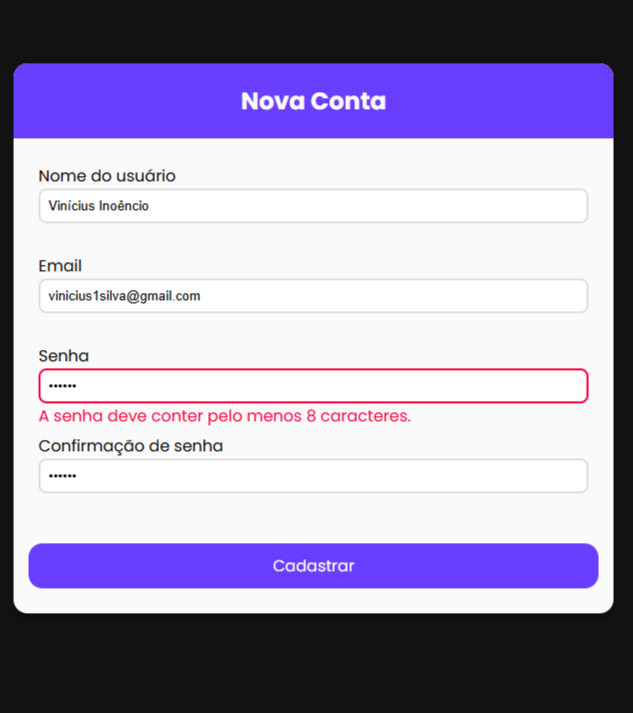 Nova Conta
Nome do usuário
Vinícius Inoêncio
Email
vinicius1silva@gmail.com
Senha
••••••
A senha deve conter pelo menos 8 caracteres.
Confirmação de senha
••••••
Cadastrar